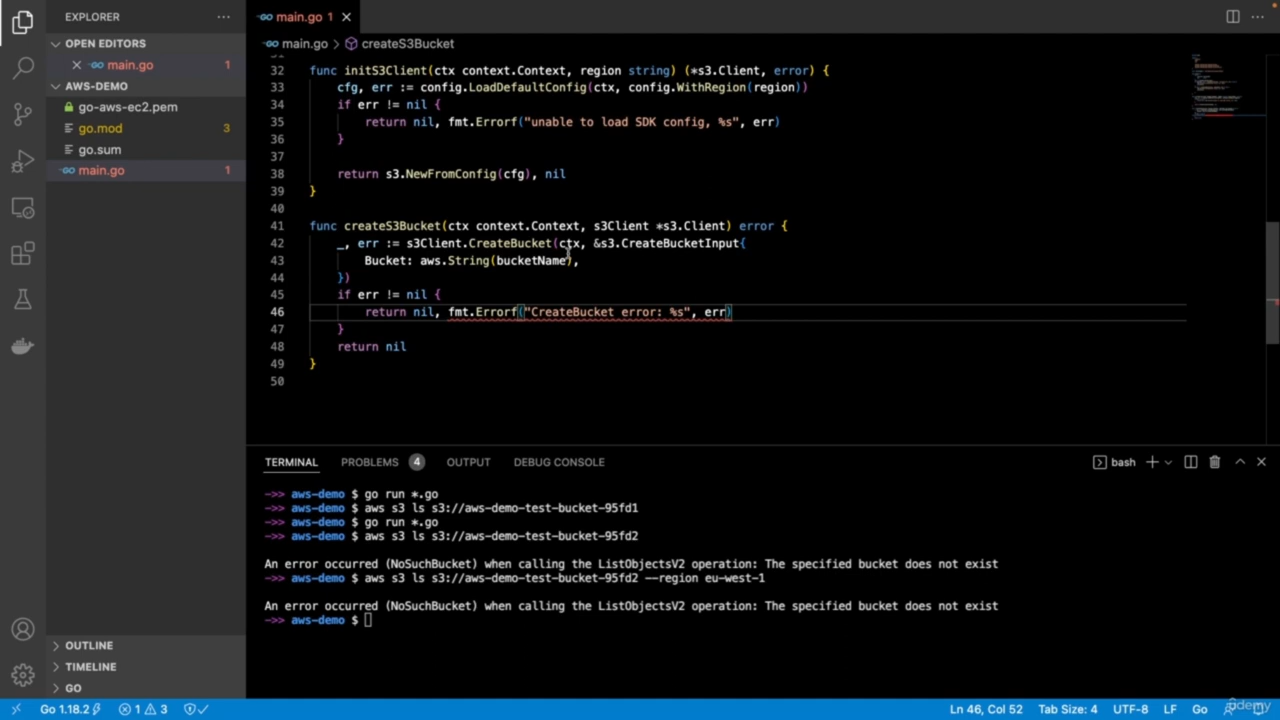 EXPLORER
OPEN EDITORS
main.go 1
AWS-DEMO
go-aws-ec2.pem
go.mod 3
go.sum
main.go 1
OUTLINE
TIMELINE
GO
main.go 1
main.go > createS3Bucket
32 func initS3Client(ctx context.Context, region string) (*s3.Client, error) {
33 cfg, err := config.LoadDefaultConfig(ctx, config.WithRegion(region))
34 if err != nil {
35 return nil, fmt.Errorf("unable to load SDK config, %s", err)
36 }
37
38 return s3.NewFromConfig(cfg), nil
39 }
40
41 func createS3Bucket(ctx context.Context, s3Client *s3.Client) error {
42 _, err := s3Client.CreateBucket(ctx, &s3.CreateBucketInput{
43 Bucket: aws.String(bucketName),
44 })
45 if err != nil {
46 return nil, fmt.Errorf("CreateBucket error: %s", err)
47 }
48 return nil
49 }
50
TERMINAL PROBLEMS 4 OUTPUT DEBUG CONSOLE bash
->> aws-demo $ go run *.go
->> aws-demo $ aws s3 ls s3://aws-demo-test-bucket-95fd1
->> aws-demo $ go run *.go
->> aws-demo $ aws s3 ls s3://aws-demo-test-bucket-95fd2
An error occurred (NoSuchBucket) when calling the ListObjectsV2 operation: The specified bucket does not exist
->> aws-demo $ aws s3 ls s3://aws-demo-test-bucket-95fd2 --region eu-west-1
An error occurred (NoSuchBucket) when calling the ListObjectsV2 operation: The specified bucket does not exist
->> aws-demo $
Go 1.18.2 1 3 Ln 46, Col 52 Tab Size: 4 UTF-8 LF Go
udemy